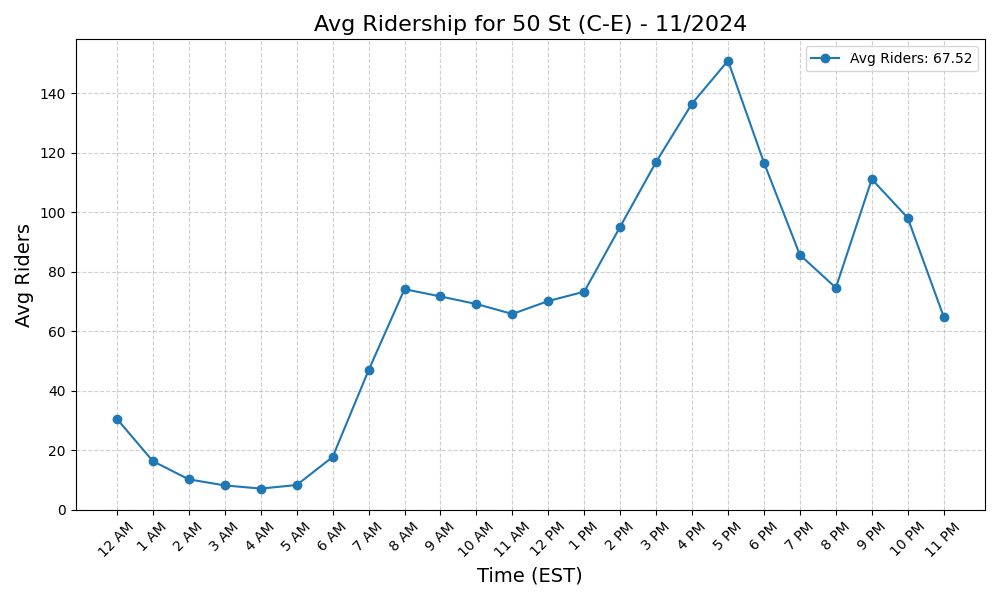 Avg Ridership for 50 St (C-E) - 11/2024
Avg Riders: 67.52
Avg Riders
140
120
100
80
60
40
20
0
12 AM
1 AM
2 AM
3 AM
4 AM
5 AM
6 AM
7 AM
8 AM
9 AM
10 AM
11 AM
12 PM
1 PM
2 PM
3 PM
4 PM
5 PM
6 PM
7 PM
8 PM
9 PM
10 PM
11 PM
Time (EST)